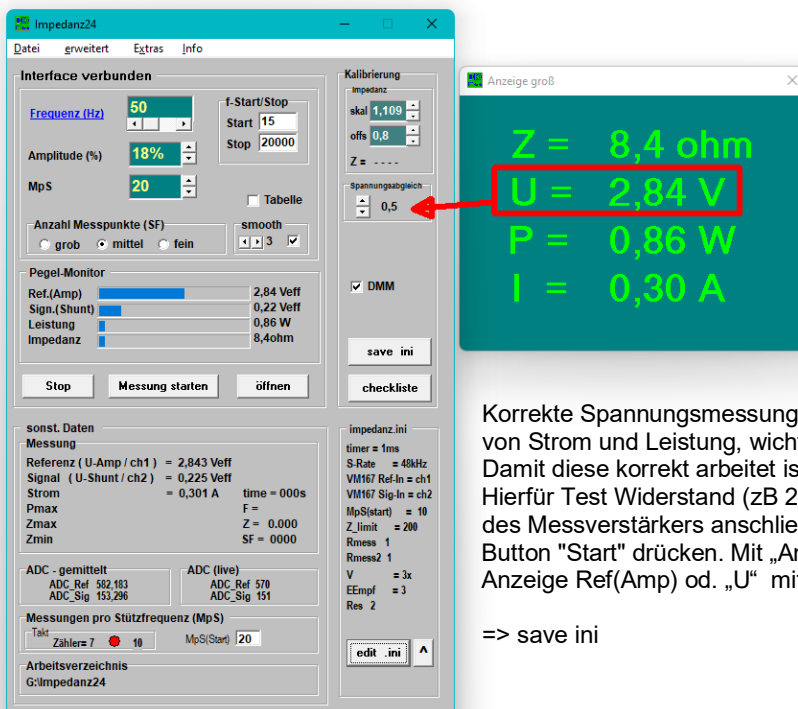 Impedanz24
Datei erweitert Extras Info
Interface verbunden
Frequenz (Hz) 50
f-Start/Stop
Start 15
Stop 20000
Amplitude (%) 18%
MpS 20
Tabelle
Anzahl Messpunkte (SF)
grob mittel fein
smooth
3
Pegel-Monitor
Ref.(Amp) 2,84 Veff
Sign.(Shunt) 0,22 Veff
Leistung 0,86 W
Impedanz 8,4ohm
Stop Messung starten öffnen
sonst. Daten
Messung
Referenz ( U-Amp / ch1 ) = 2,843 Veff
Signal ( U-Shunt / ch2 ) = 0,225 Veff
Strom = 0,301 A time = 000s
Pmax F =
Zmax Z = 0.000
Zmin SF = 0000
ADC - gemittelt
ADC_Ref 582,183
ADC_Sig 153,296
ADC (live)
ADC_Ref 570
ADC_Sig 151
Messungen pro Stützfrequenz (MpS)
Takt
Zähler= 7 10 MpS(Start) 20
Arbeitsverzeichnis
G:\Impedanz24
Kalibrierung
Impedanz
skal 1,109
offs 0,8
Z = - - - -
Spannungsabgleich
0,5
DMM
save ini
checkliste
impedanz.ini
timer = 1ms
S-Rate = 48kHz
VM167 Ref-In = ch1
VM167 Sig-In = ch2
MpS(start) = 10
Z_limit = 200
Rmess 1
Rmess2 1
V = 3x
EEmpf = 3
Res 2
edit .ini ^
Anzeige groß
Z = 8,4 ohm
U = 2,84 V
P = 0,86 W
I = 0,30 A
Korrekte Spannungsmessung
von Strom und Leistung, wich
Damit diese korrekt arbeitet is
Hierfür Test Widerstand (zB 2
des Messverstärkers anschlie
Button "Start" drücken. Mit „Ar
Anzeige Ref(Amp) od. „U“ mi
=> save ini